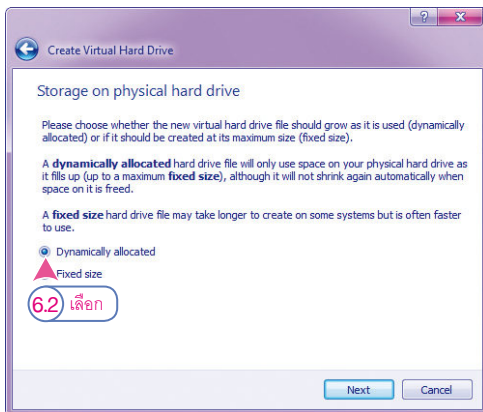 ?
X
Create Virtual Hard Drive
Storage on physical hard drive
Please choose whether the new virtual hard drive file should grow as it is used (dynamically
allocated) or if it should be created at its maximum size (fixed size).
A dynamically allocated hard drive file will only use space on your physical hard drive as
it fills up (up to a maximum fixed size), although it will not shrink again automatically when
space on it is freed.
A fixed size hard drive file may take longer to create on some systems but is often faster
to use.
Dynamically allocated
Fixed size
6.2 เลือก
Next
Cancel